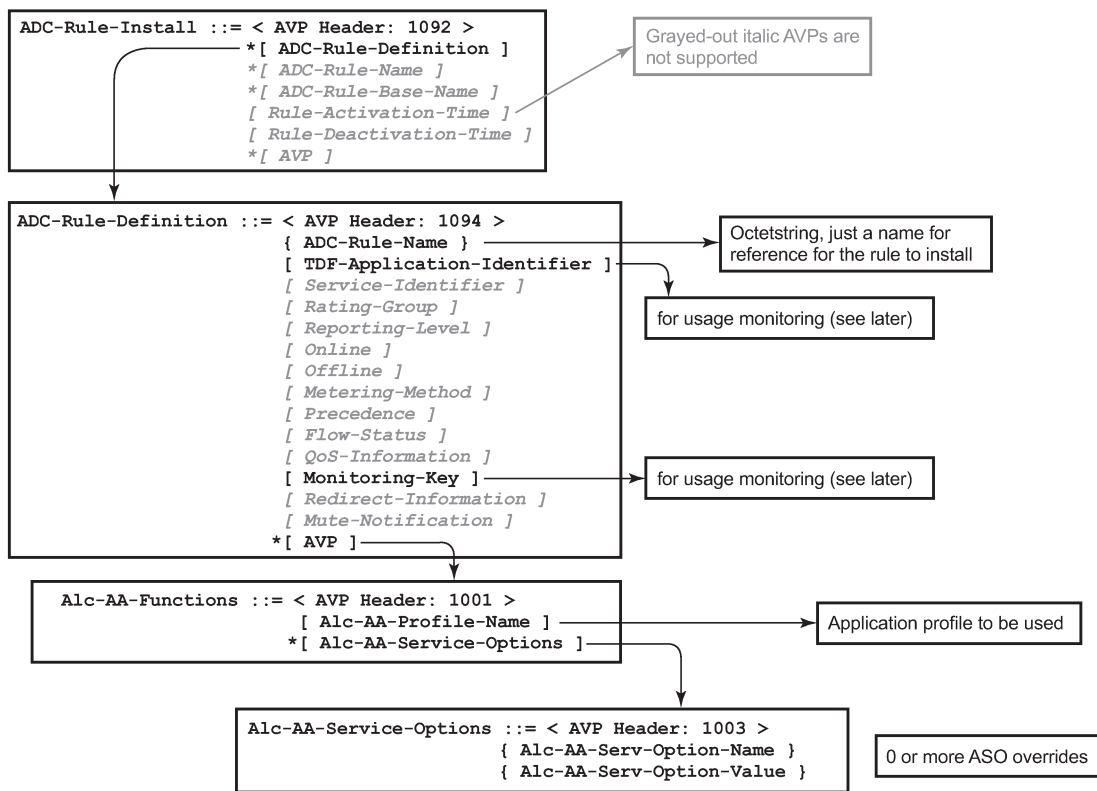 ADC-Rule-Install ::= < AVP Header: 1092 >
*[ ADC-Rule-Definition ]
*[ ADC-Rule-Name ]
*[ ADC-Rule-Base-Name ]
[ Rule-Activation-Time ]
[ Rule-Deactivation-Time ]
*[ AVP ]
Grayed-out italic AVPs are
not supported
ADC-Rule-Definition ::= < AVP Header: 1094 >
{ ADC-Rule-Name }
[ TDF-Application-Identifier ]
[ Service-Identifier ]
[ Rating-Group ]
[ Reporting-Level ]
[ Online ]
[ Offline ]
[ Metering-Method ]
[ Precedence ]
[ Flow-Status ]
[ QoS-Information ]
[ Monitoring-Key ]
[ Redirect-Information ]
[ Mute-Notification ]
*[ AVP ]
Octetstring, just a name for
reference for the rule to install
for usage monitoring (see later)
for usage monitoring (see later)
Alc-AA-Functions ::= < AVP Header: 1001 >
[ Alc-AA-Profile-Name ]
*[ Alc-AA-Service-Options ]
Application profile to be used
Alc-AA-Service-Options ::= < AVP Header: 1003 >
{ Alc-AA-Serv-Option-Name }
{ Alc-AA-Serv-Option-Value }
0 or more ASO overrides